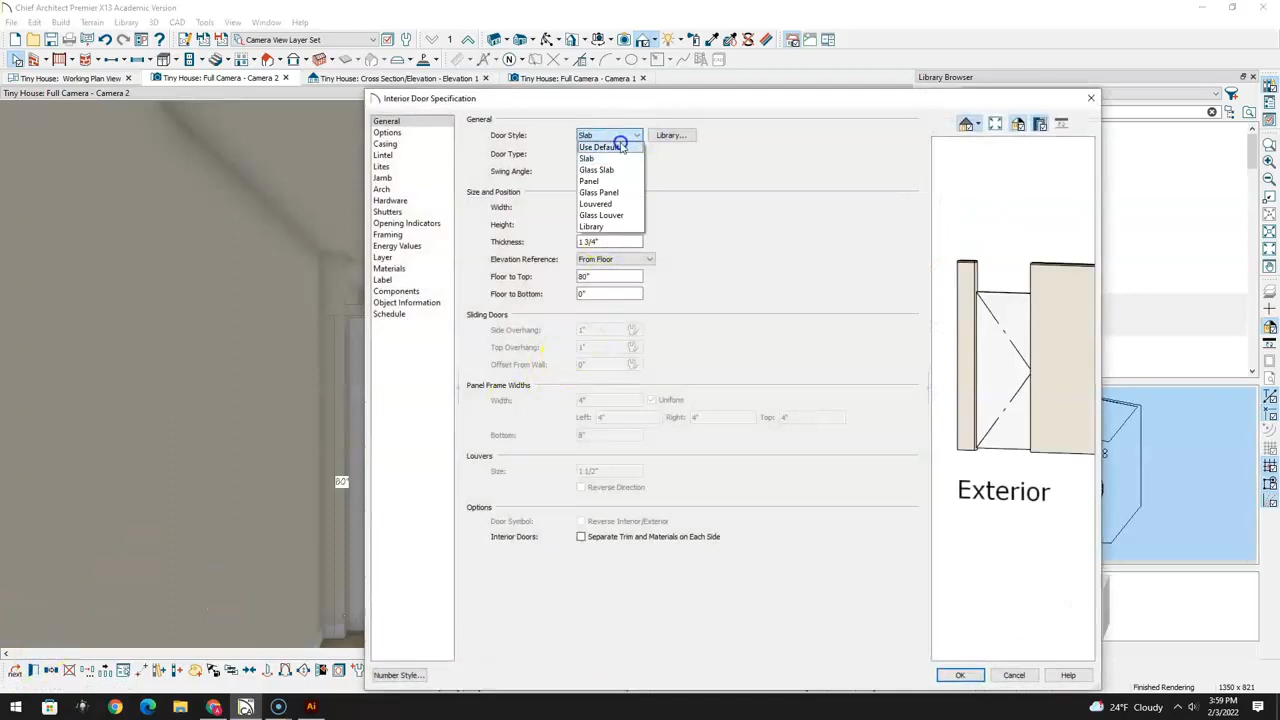 Chief Architect Premier X13 Academic Version
File Edit Build Terrain Library 3D CAD Tools View Window Help
Camera View Layer Set
1
Tiny House: Working Plan View
Tiny House: Full Camera - Camera 2
Tiny House: Cross Section/Elevation - Elevation 1
Tiny House: Full Camera - Camera 1
Library Browser
Tiny House: Full Camera - Camera 2
Interior Door Specification
General
Options
Casing
Lintel
Lites
Jamb
Arch
Hardware
Shutters
Opening Indicators
Framing
Energy Values
Layer
Materials
Label
Components
Object Information
Schedule
General
Door Style: Slab Library...
Door Type:
Swing Angle:
Use Default
Slab
Glass Slab
Panel
Glass Panel
Louvered
Glass Louver
Library
Size and Position
Width:
Height:
Thickness: 1 3/4"
Elevation Reference: From Floor
Floor to Top: 80"
Floor to Bottom: 0"
Sliding Doors
Side Overhang: 1"
Top Overhang: 1"
Offset From Wall: 0"
Panel Frame Widths
Width: 4" Uniform
Left: 4" Right: 4" Top: 4"
Bottom: 8"
Louvers
Size: 1 1/2"
Reverse Direction
Options
Door Symbol: Reverse Interior/Exterior
Interior Doors: Separate Trim and Materials on Each Side
Exterior
80"
Number Style... OK Cancel Help
next
Finished Rendering 1350 x 821
24°F Cloudy 3:59 PM
2/3/2022